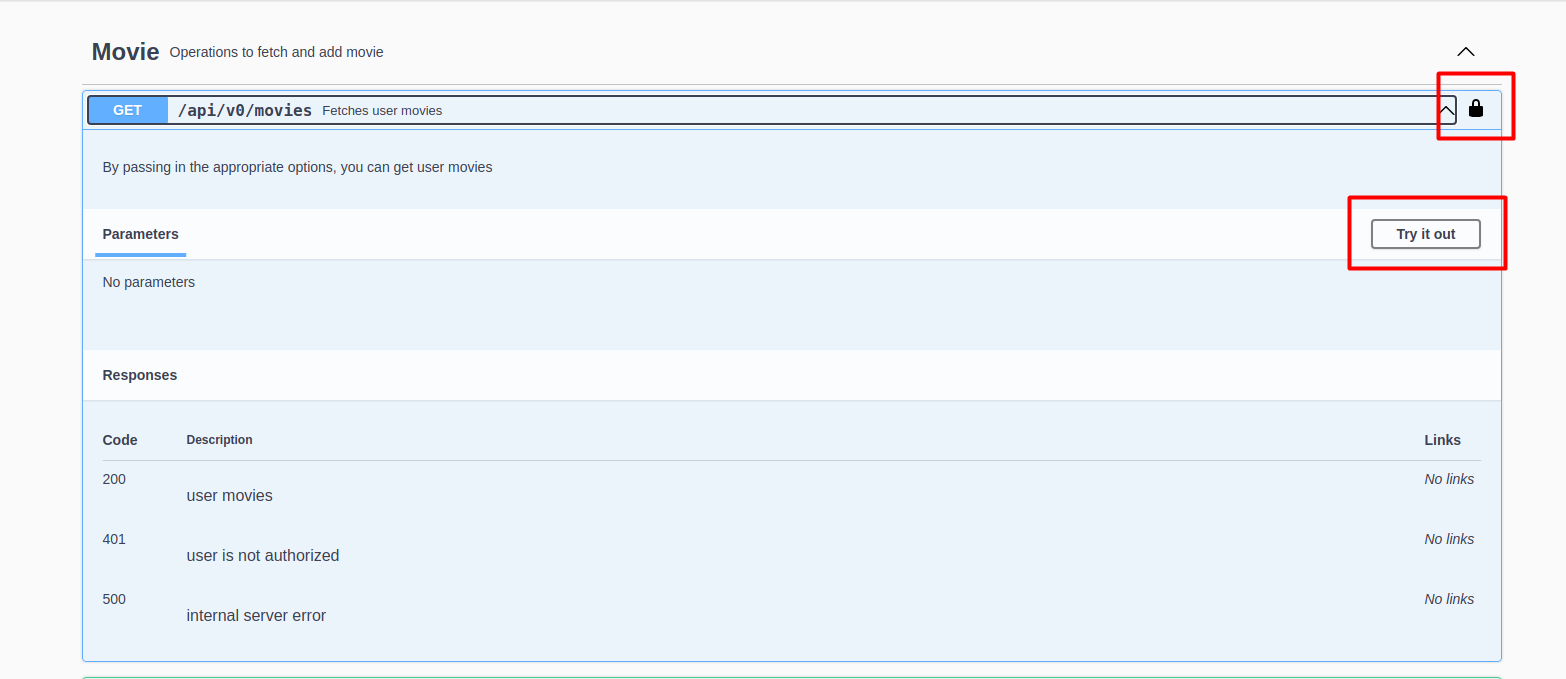 Movie Operations to fetch and add movie
GET /api/v0/movies Fetches user movies
By passing in the appropriate options, you can get user movies
Parameters Try it out
No parameters
Responses
Code Description Links
200 No links
user movies
401 No links
user is not authorized
500 No links
internal server error